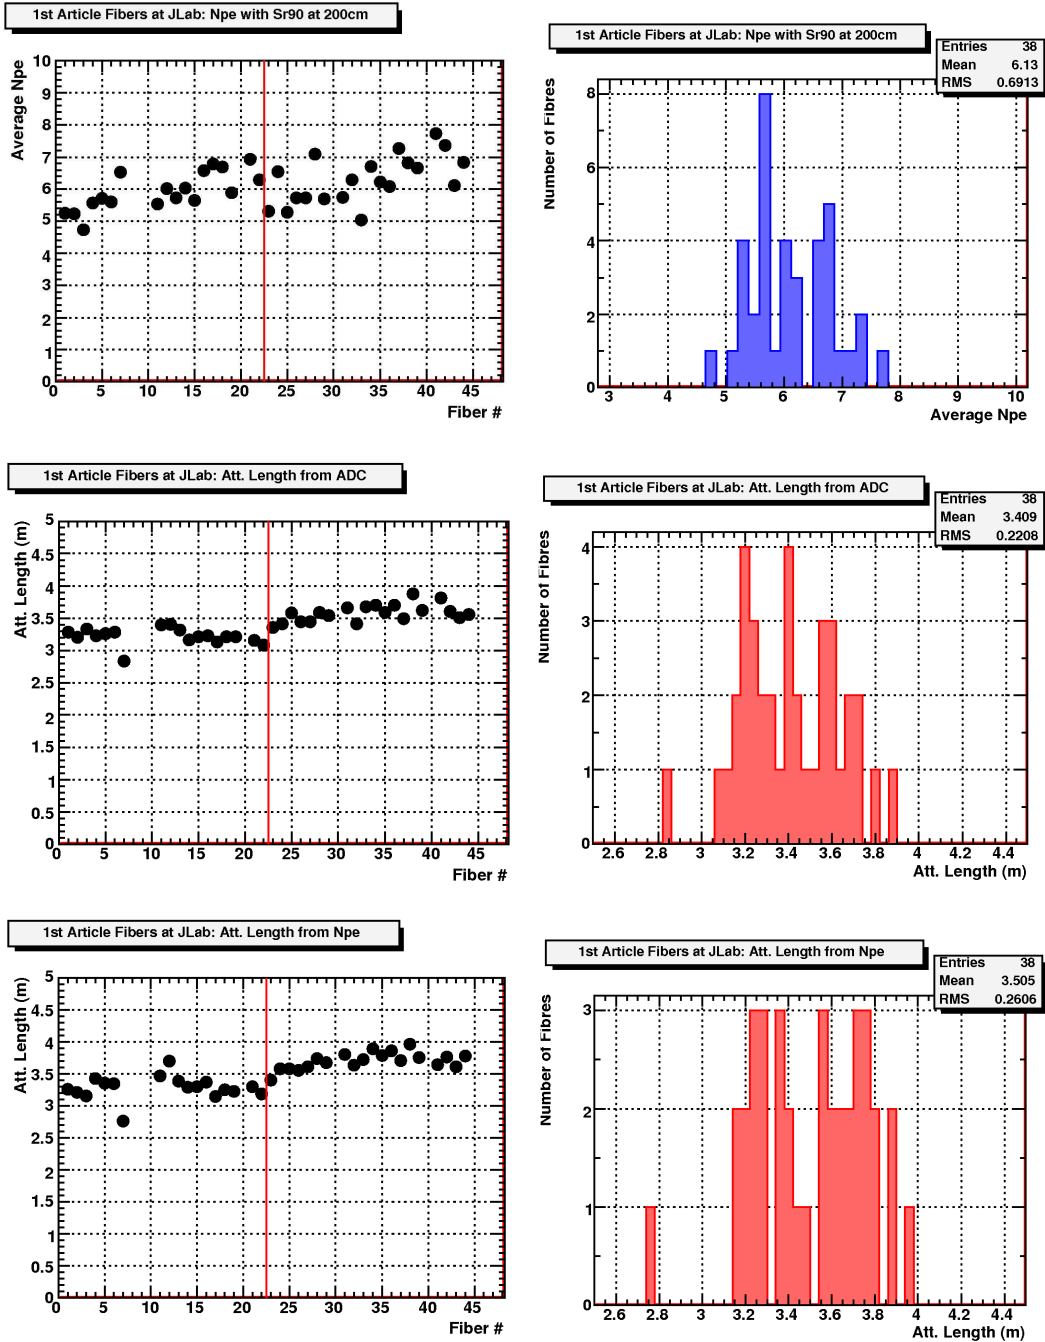 1st Article Fibers at JLab: Npe with Sr90 at 200cm
Average Npe
10
9
8
7
6
5
4
3
2
1
0
0 5 10 15 20 25 30 35 40 45
Fiber #
1st Article Fibers at JLab: Npe with Sr90 at 200cm
Entries 38
Mean 6.13
RMS 0.6913
Number of Fibres
8
6
4
2
0
3 4 5 6 7 8 9 10
Average Npe
1st Article Fibers at JLab: Att. Length from ADC
Att. Length (m)
5
4.5
4
3.5
3
2.5
2
1.5
1
0.5
0
0 5 10 15 20 25 30 35 40 45
Fiber #
1st Article Fibers at JLab: Att. Length from ADC
Entries 38
Mean 3.409
RMS 0.2208
Number of Fibres
4
3
2
1
0
2.6 2.8 3 3.2 3.4 3.6 3.8 4 4.2 4.4
Att. Length (m)
1st Article Fibers at JLab: Att. Length from Npe
Att. Length (m)
5
4.5
4
3.5
3
2.5
2
1.5
1
0.5
0
0 5 10 15 20 25 30 35 40 45
Fiber #
1st Article Fibers at JLab: Att. Length from Npe
Entries 38
Mean 3.505
RMS 0.2606
Number of Fibres
3
2
1
0
2.6 2.8 3 3.2 3.4 3.6 3.8 4 4.2 4.4
Att. Length (m)